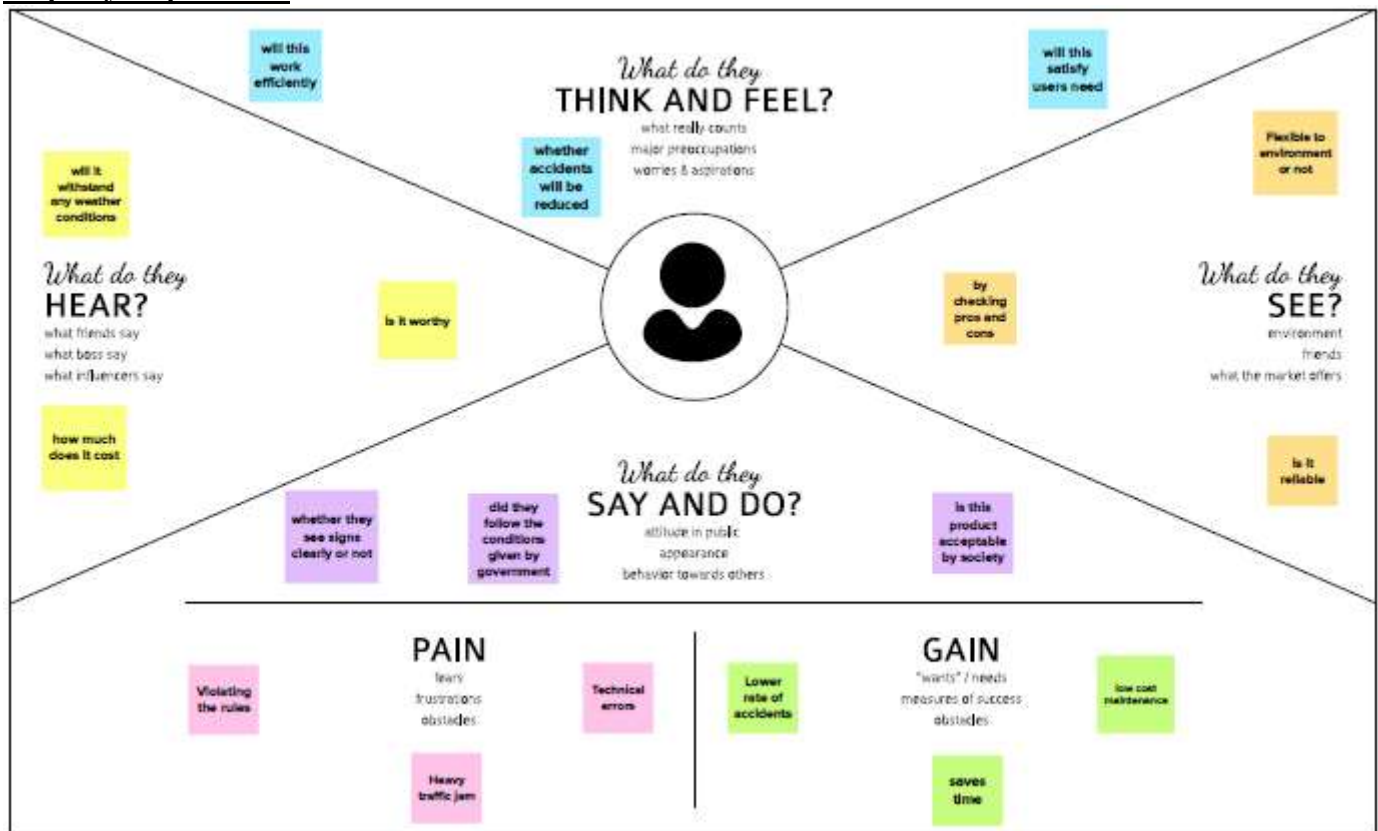 will this
work
efficiently
What do they
THINK AND FEEL?
what really counts
major preoccupations
worries & aspirations
whether
accidents
will be
reduced
will this
satisfy
users need
will it
withstand
any weather
conditions
What do they
HEAR?
what friends say
what boss say
what influencers say
Is it worthy
how much
does it cost
Flexible to
environment
or not
by
checking
pros and
cons
What do they
SEE?
environment
friends
what the market offers
Is it
reliable
whether they
see signs
clearly or not
did they
follow the
conditions
given by
government
What do they
SAY AND DO?
attitude in public
appearance
behavior towards others
is this
product
acceptable
by society
PAIN
fears
frustrations
obstacles
Violating
the rules
Technical
errors
Heavy
traffic jam
GAIN
"wants" / needs
measures of success
obstacles
Lower
rate of
accidents
low cost
maintenance
saves
time